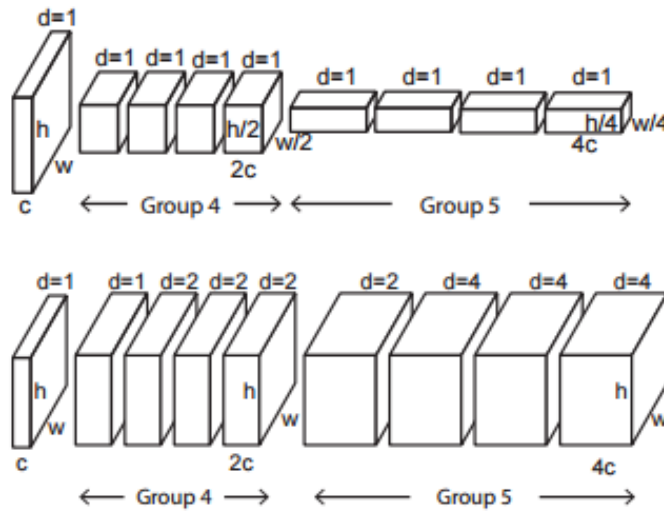 d=1
d=1 d=1 d=1 d=1
d=1 d=1 d=1 d=1
h
h/2
h/4 w/4
w
w/2
c
2c
4c
Group 4
Group 5
d=1
d=1 d=2 d=2 d=2
d=2 d=4 d=4 d=4
h
h
h
w
w
w
c
2c
4c
Group 4
Group 5